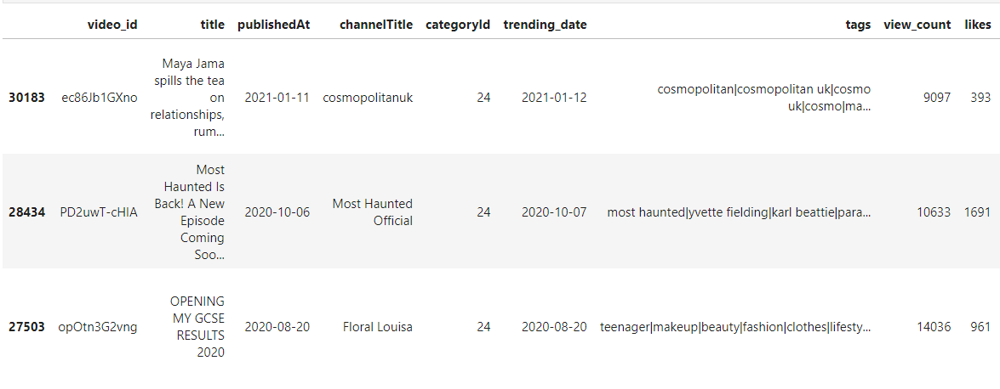 video_id title publishedAt channelTitle categoryId trending_date tags view_count likes
Maya Jama
spills the tea
on
relationships,
rum...
30183 ec86Jb1GXno 2021-01-11 cosmopolitanuk 24 2021-01-12 cosmopolitan|cosmopolitan uk|cosmo
uk|cosmo|ma... 9097 393
Most
Haunted Is
Back! A New
Episode
Coming
Soo...
28434 PD2uwT-cHIA 2020-10-06 Most Haunted
Official 24 2020-10-07 most haunted|yvette fielding|karl beattie|para... 10633 1691
OPENING
MY GCSE
RESULTS
2020
27503 opOtn3G2vng 2020-08-20 Floral Louisa 24 2020-08-20 teenager|makeup|beauty|fashion|clothes|lifesty... 14036 961